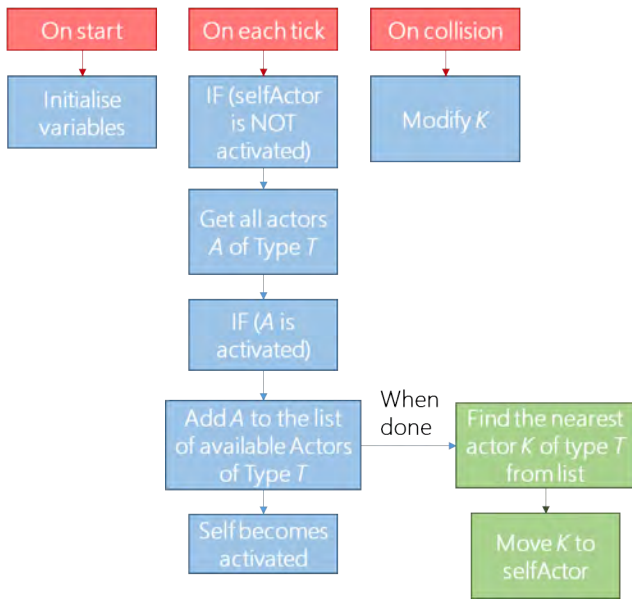 On start
Initialise
variables
On each tick
IF (selfActor
is NOT
activated)
Get all actors
A of Type T
IF (A is
activated)
Add A to the list
of available Actors
of Type T
Self becomes
activated
When
done
Find the nearest
actor K of type T
from list
Move K to
selfActor
On collision
Modify K